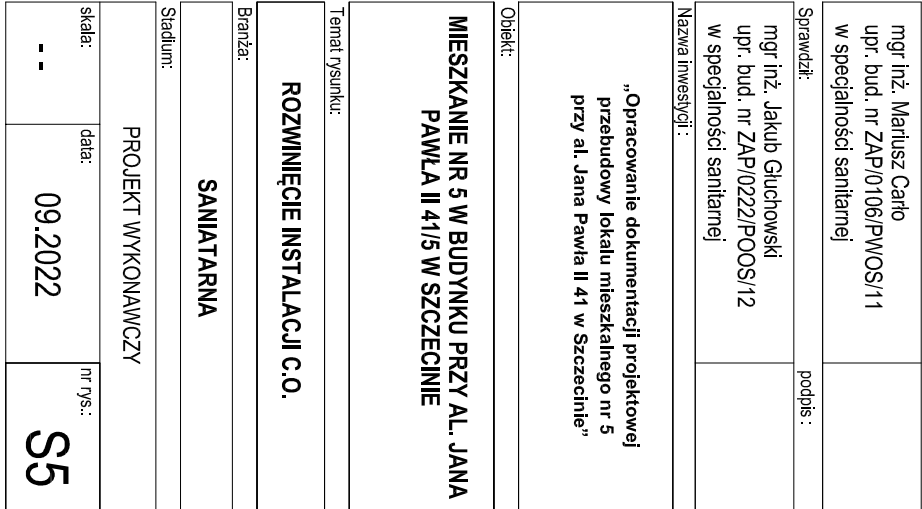 mgr inż. Mariusz Carło
upr. bud. nr ZAP/0106/PWOS/11
w specjalności sanitarnej
Sprawdził:
podpis :
mgr inż. Jakub Głuchowski
upr. bud. nr ZAP/0222/POOS/12
w specjalności sanitarnej
Nazwa inwestycji :
„Opracowanie dokumentacji projektowej
przebudowy lokalu mieszkalnego nr 5
przy al. Jana Pawła II 41 w Szczecinie”
Obiekt:
MIESZKANIE NR 5 W BUDYNKU PRZY AL. JANA
PAWŁA II 41/5 W SZCZECINIE
Temat rysunku:
ROZWINIĘCIE INSTALACJI C.O.
Branża:
SANIATARNA
Stadium:
PROJEKT WYKONAWCZY
skala:
- -
data:
09.2022
nr rys.:
S5